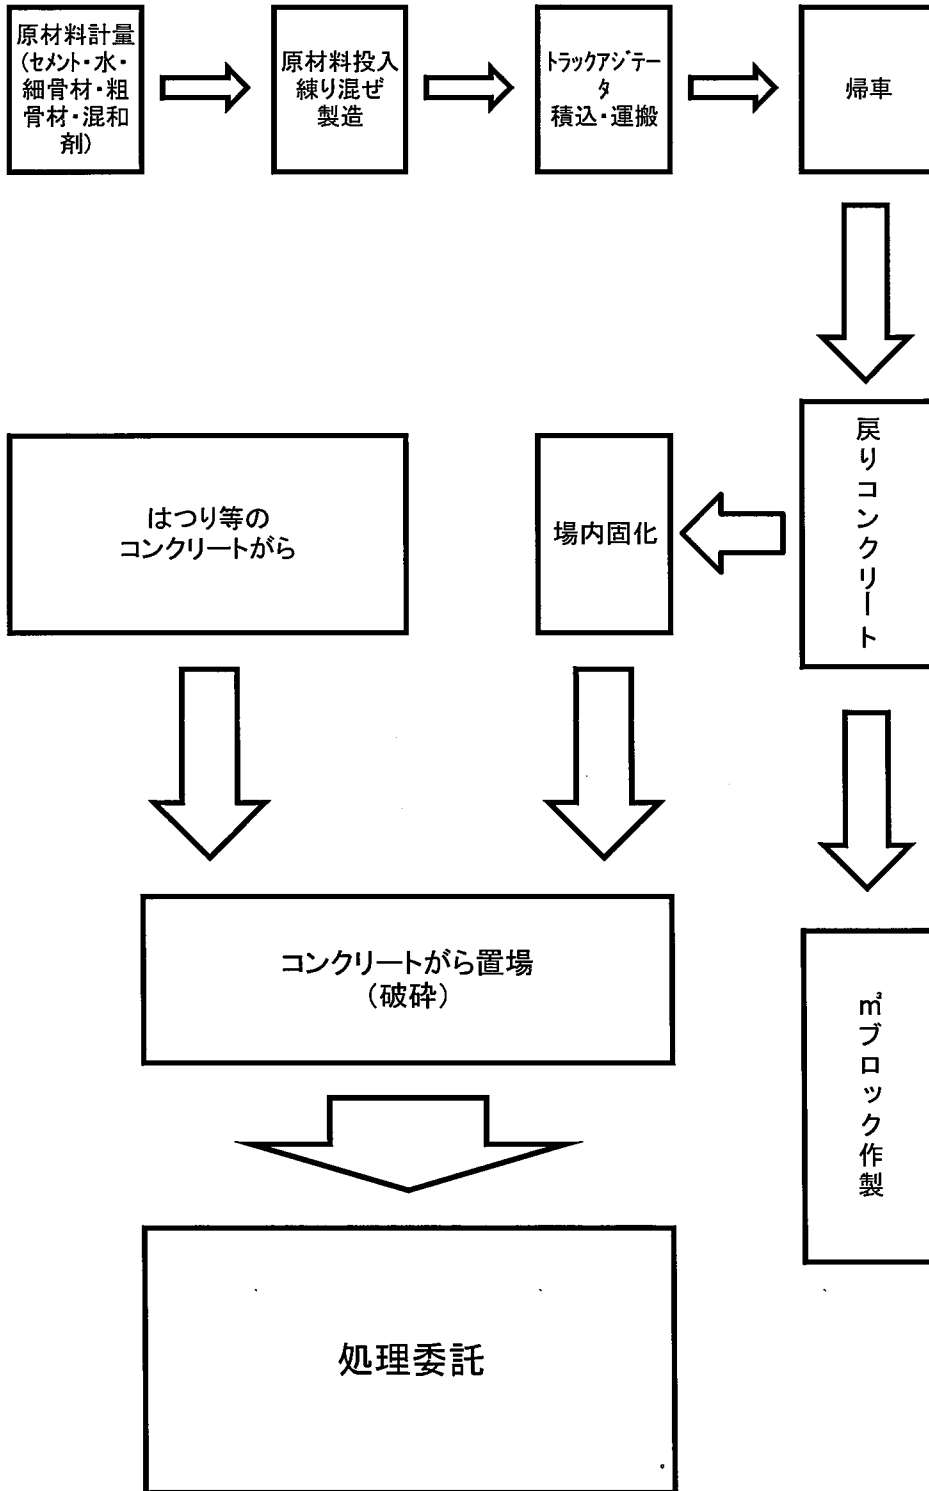 原材料計量
(セメント・水・
細骨材・粗
骨材・混和
剤)
原材料投入
練り混ぜ
製造
トラックアジテー
タ
積込・運搬
帰車
戻りコンクリート
はつり等の
コンクリートがら
場内固化
コンクリートがら置場
(破砕)
㎥ブロック作製
処理委託